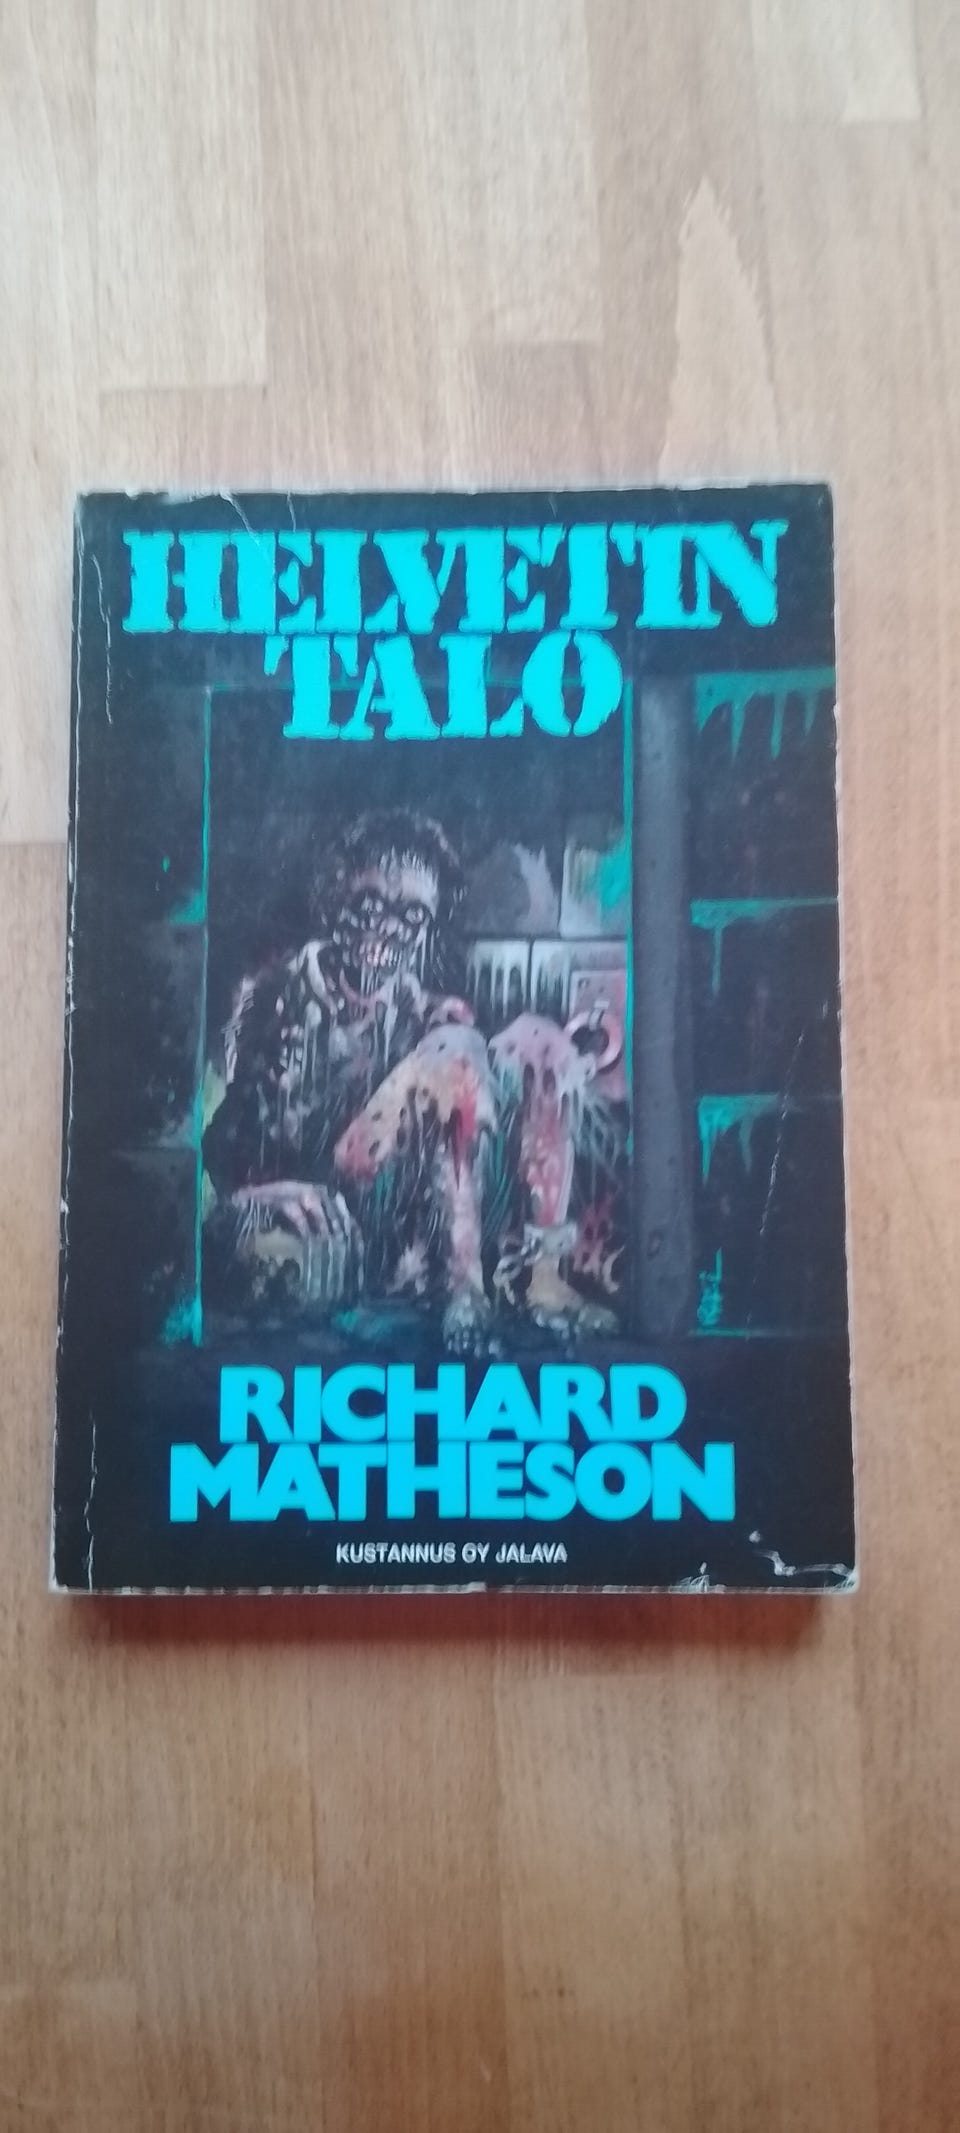 HELVETIN
TALO
RICHARD
MATHESON
KUSTANNUS OY JALAVA